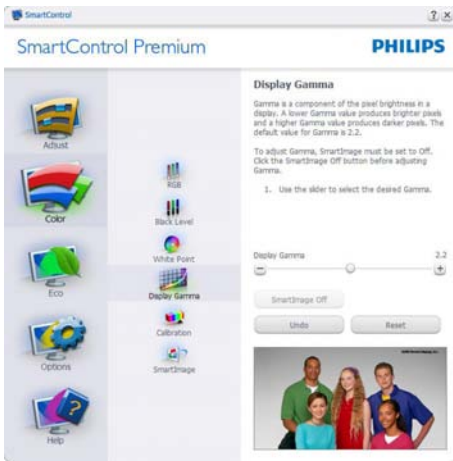 SmartControl
SmartControl Premium
PHILIPS
Adjust
Color
Eco
Options
Help
RGB
Black Level
White Point
Display Gamma
Calibration
SmartImage
Display Gamma
Gamma is a component of the pixel brightness in a
display. A lower Gamma value produces brighter pixels
and a higher Gamma value produces darker pixels. The
default value for Gamma is 2.2.
To adjust Gamma, SmartImage must be set to Off.
Click the SmartImage Off button before adjusting
Gamma.
1. Use the slider to select the desired Gamma.
Display Gamma 2.2
SmartImage Off
Undo Reset